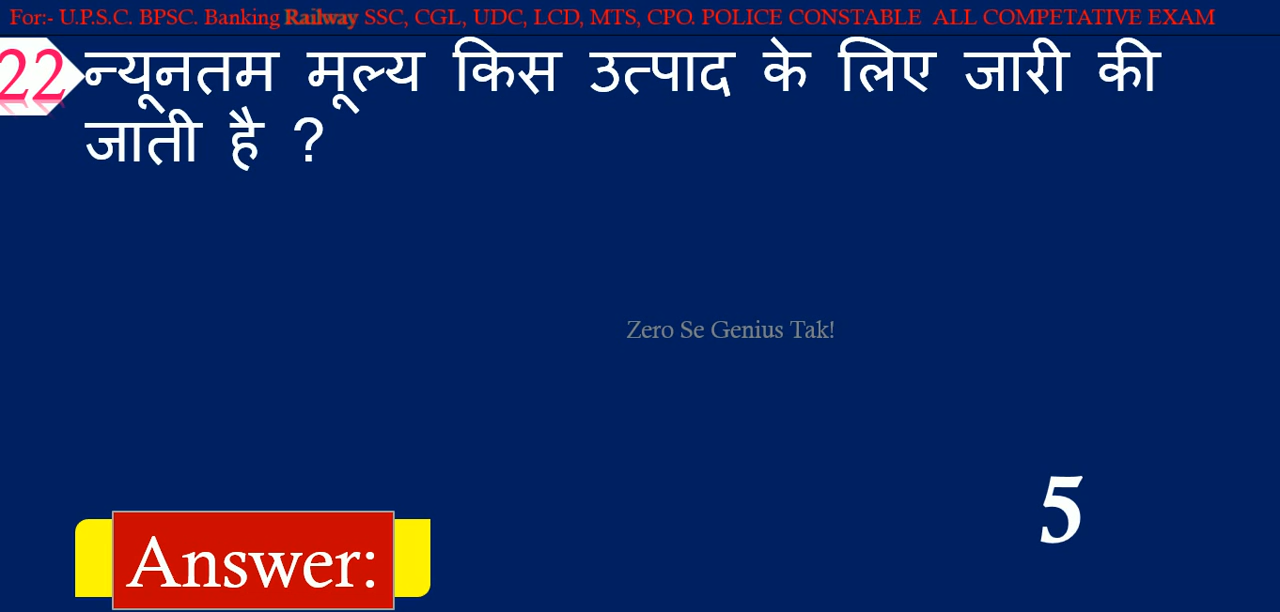 For:- U.P.S.C. BPSC. Banking Railway SSC, CGL, UDC, LCD, MTS, CPO. POLICE CONSTABLE ALL COMPETATIVE EXAM
22 न्यूनतम मूल्य किस उत्पाद के लिए जारी की
जाती है ?
Zero Se Genius Tak!
5
Answer: